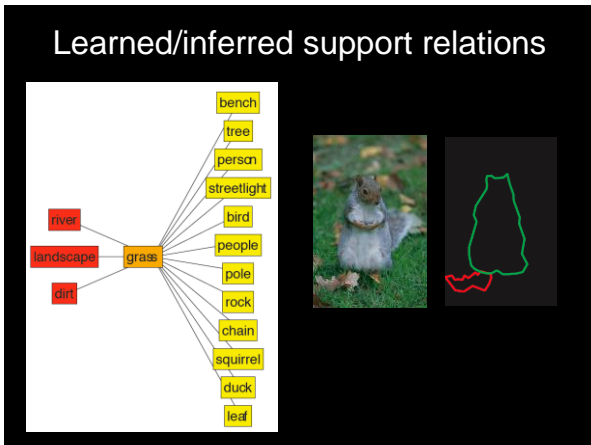 Learned/inferred support relations
bench
tree
person
streetlight
bird
people
pole
rock
chain
squirrel
duck
leaf
river
landscape
dirt
grass